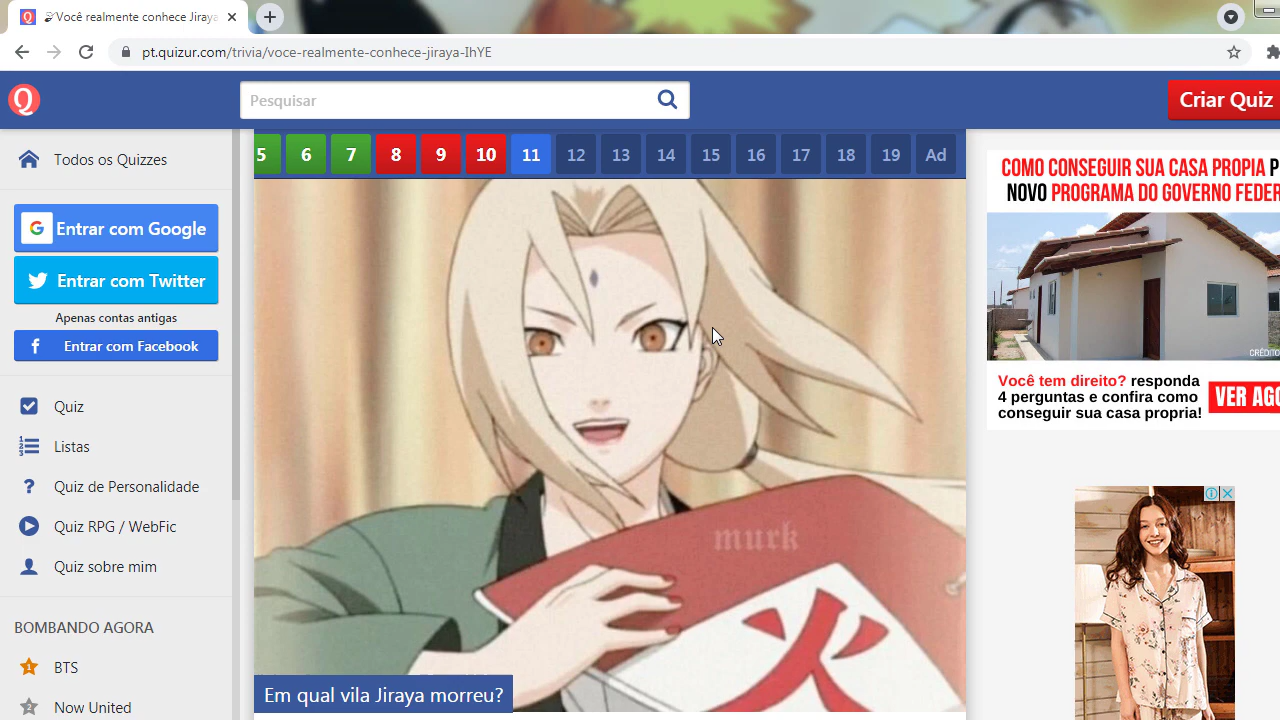 Você realmente conhece Jiraya
pt.quizur.com/trivia/voce-realmente-conhece-jiraya-IhYE
Q
Pesquisar
Criar Quiz
5 6 7 8 9 10 11 12 13 14 15 16 17 18 19 Ad
Todos os Quizzes
Entrar com Google
Entrar com Twitter
Apenas contas antigas
Entrar com Facebook
Quiz
Listas
Quiz de Personalidade
Quiz RPG / WebFic
Quiz sobre mim
BOMBANDO AGORA
1 BTS
2 Now United
murk
火
Em qual vila Jiraya morreu?
COMO CONSEGUIR SUA CASA PROPIA P
NOVO PROGRAMA DO GOVERNO FEDER
CRÉDITO
Você tem direito? responda
4 perguntas e confira como
conseguir sua casa propria!
VER AGO